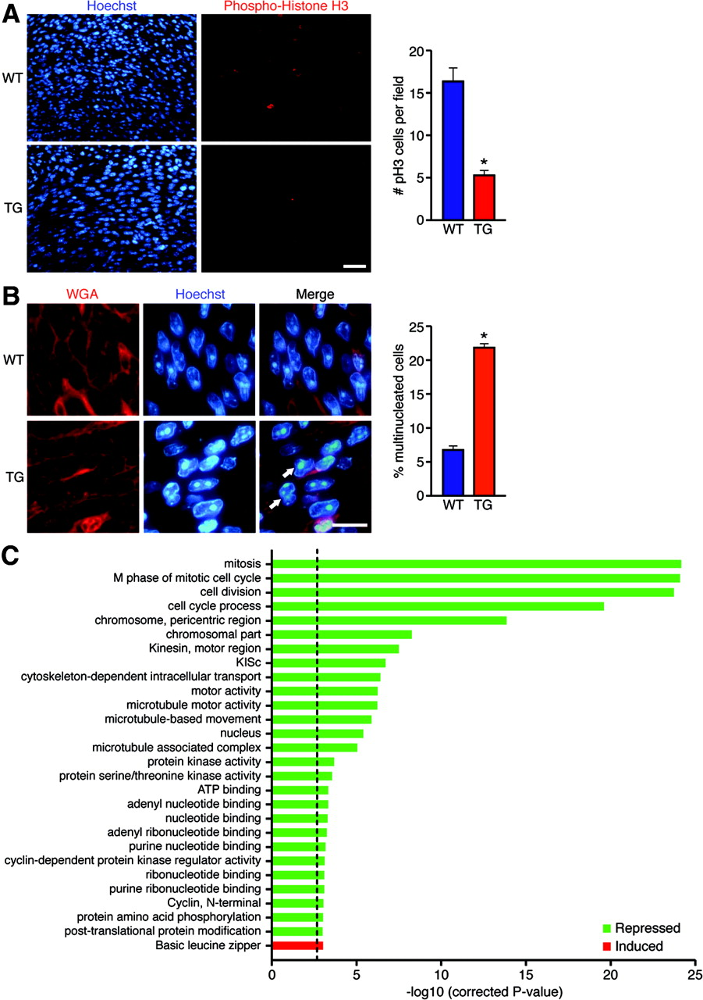 A
Hoechst
Phospho-Histone H3
WT
TG
# pH3 cells per field
20
15
10
5
0
*
WT
TG
B
WGA
Hoechst
Merge
WT
TG
% multinucleated cells
25
20
15
10
5
0
*
WT
TG
C
mitosis
M phase of mitotic cell cycle
cell division
cell cycle process
chromosome, pericentric region
chromosomal part
Kinesin, motor region
KISc
cytoskeleton-dependent intracellular transport
motor activity
microtubule motor activity
microtubule-based movement
nucleus
microtubule associated complex
protein kinase activity
protein serine/threonine kinase activity
ATP binding
adenyl nucleotide binding
nucleotide binding
adenyl ribonucleotide binding
purine nucleotide binding
cyclin-dependent protein kinase regulator activity
ribonucleotide binding
purine ribonucleotide binding
Cyclin, N-terminal
protein amino acid phosphorylation
post-translational protein modification
Basic leucine zipper
Repressed
Induced
0 5 10 15 20 25
-log10 (corrected P-value)